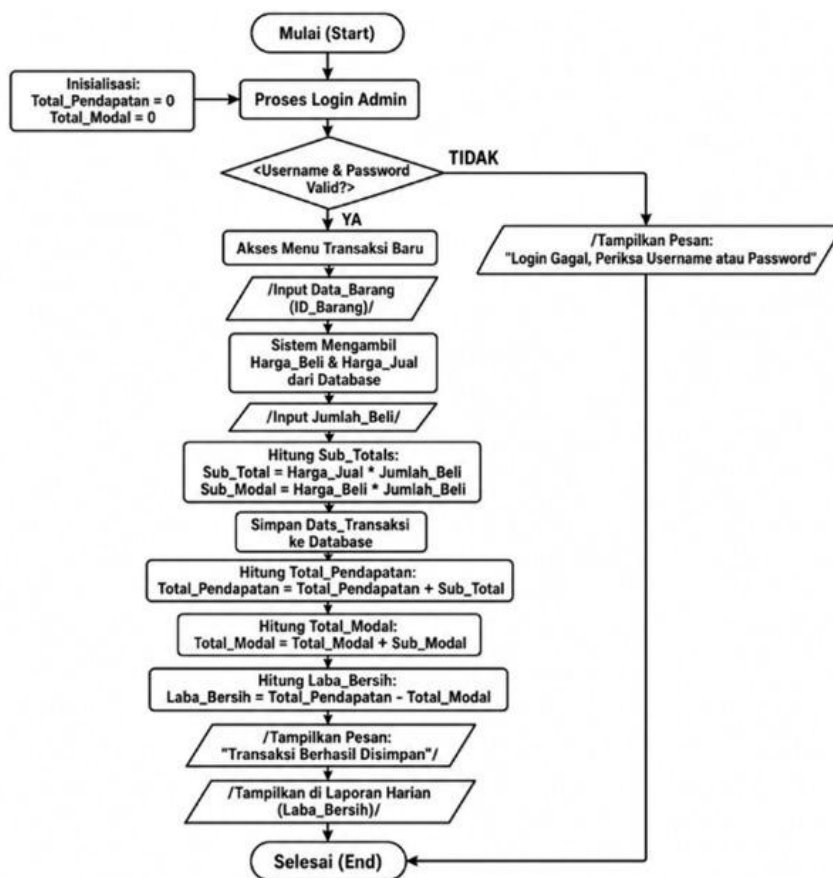 Mulai (Start)
Inisialisasi:
Total_Pendapatan = 0
Total_Modal = 0
Proses Login Admin
<Username & Password
Valid?>
TIDAK
YA
/Tampilkan Pesan:
"Login Gagal, Periksa Username atau Password"
Akses Menu Transaksi Baru
/Input Data_Barang
(ID_Barang)/
Sistem Mengambil
Harga_Beli & Harga_Jual
dari Database
/Input Jumlah_Beli/
Hitung Sub_Totals:
Sub_Total = Harga_Jual * Jumlah_Beli
Sub_Modal = Harga_Beli * Jumlah_Beli
Simpan Dats_Transaksi
ke Database
Hitung Total_Pendapatan:
Total_Pendapatan = Total_Pendapatan + Sub_Total
Hitung Total_Modal:
Total_Modal = Total_Modal + Sub_Modal
Hitung Laba_Bersih:
Laba_Bersih = Total_Pendapatan - Total_Modal
/Tampilkan Pesan:
"Transaksi Berhasil Disimpan"/
/Tampilkan di Laporan Harian
(Laba_Bersih)/
Selesai (End)